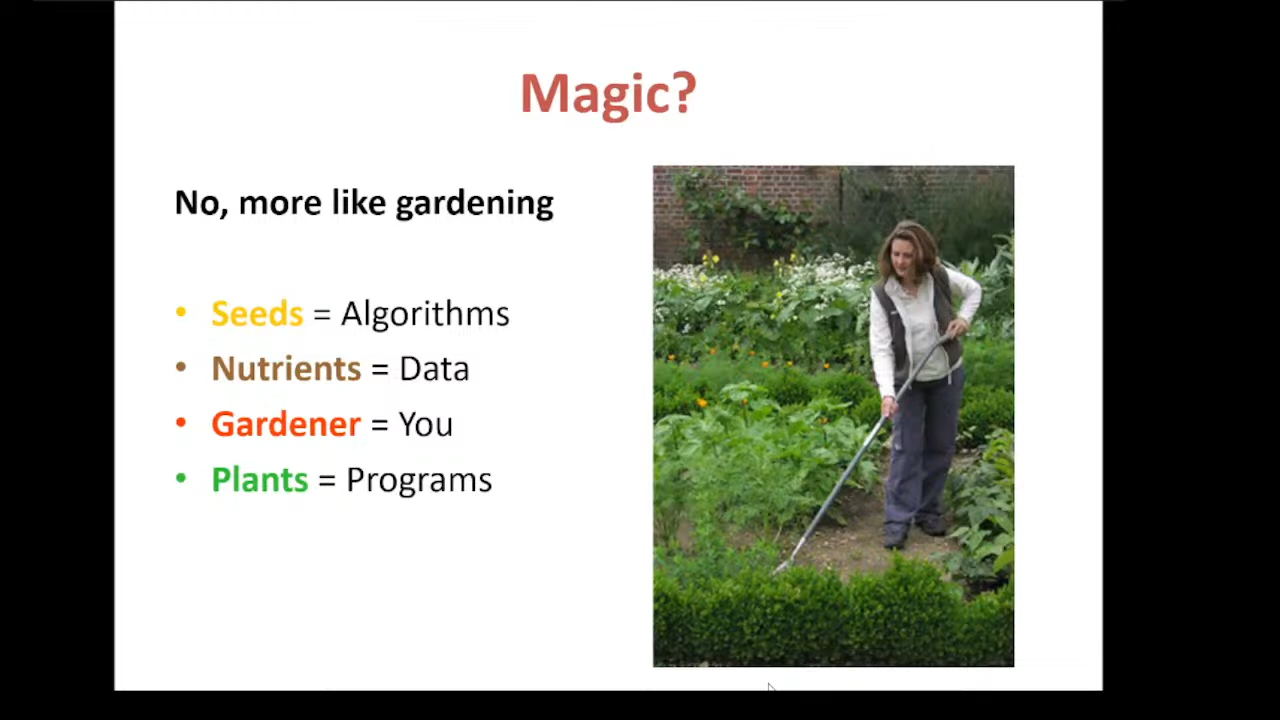 Magic?
No, more like gardening
• Seeds = Algorithms
• Nutrients = Data
• Gardener = You
• Plants = Programs